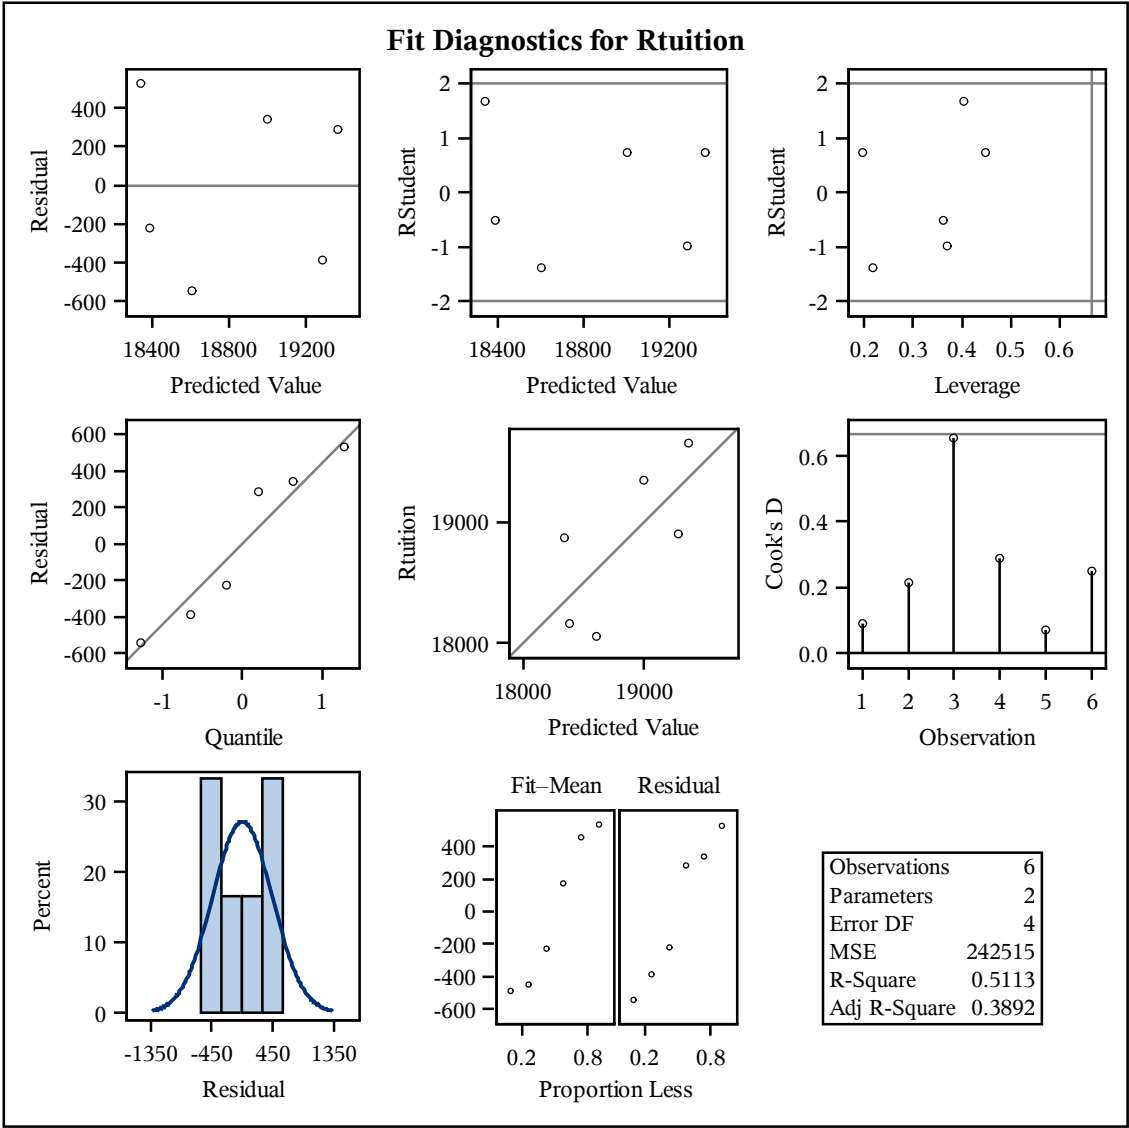 Fit Diagnostics for Rtuition
Residual
400
200
0
-200
-400
-600
18400 18800 19200
Predicted Value
RStudent
2
1
0
-1
-2
18400 18800 19200
Predicted Value
RStudent
2
1
0
-1
-2
0.2 0.3 0.4 0.5 0.6
Leverage
Residual
600
400
200
0
-200
-400
-600
-1 0 1
Quantile
Rtuition
19000
18000
18000 19000
Predicted Value
Cook's D
0.6
0.4
0.2
0.0
1 2 3 4 5 6
Observation
Percent
30
20
10
0
-1350 -450 450 1350
Residual
Fit–Mean Residual
400
200
0
-200
-400
-600
0.2 0.8 0.2 0.8
Proportion Less
Observations 6
Parameters 2
Error DF 4
MSE 242515
R-Square 0.5113
Adj R-Square 0.3892